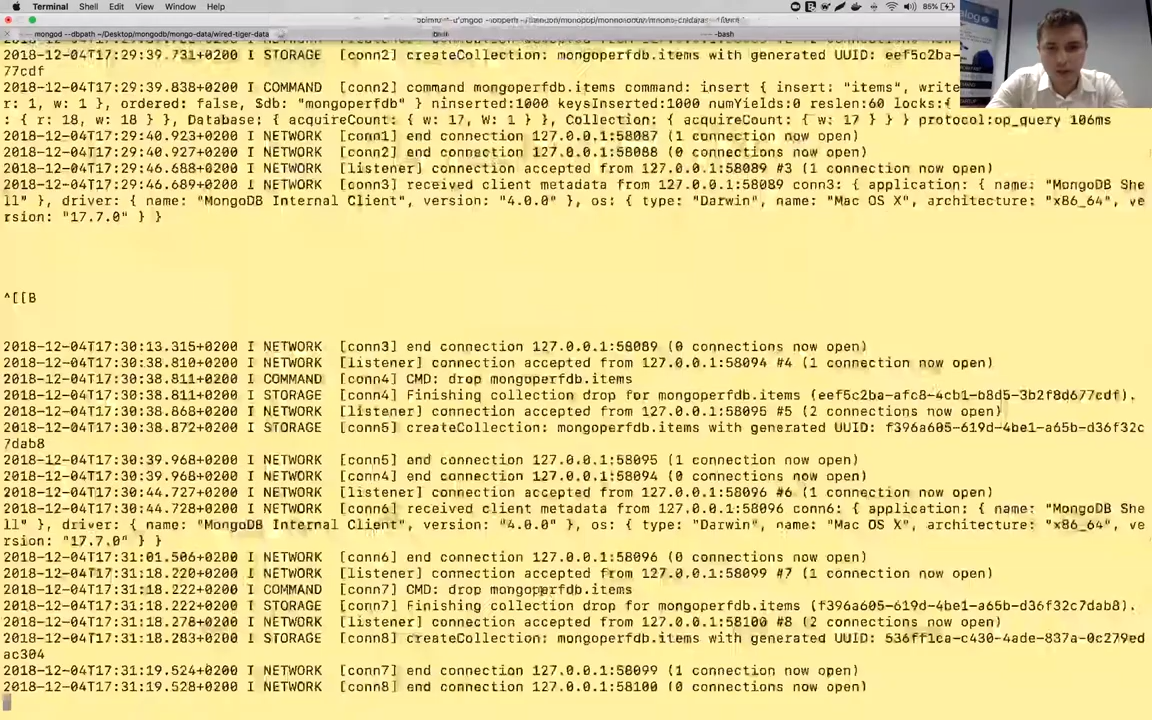 Terminal Shell Edit View Window Help 85%
mongod --dbpath ~/Desktop/mongodb/mongo-data/wired-tiger-data -bash
2018-12-04T17:29:39.731+0200 I STORAGE [conn2] createCollection: mongoperfdb.items with generated UUID: eef5c2ba-
77cdf
2018-12-04T17:29:39.838+0200 I COMMAND [conn2] command mongoperfdb.items command: insert { insert: "items", write
r: 1, w: 1 }, ordered: false, $db: "mongoperfdb" } ninserted:1000 keysInserted:1000 numYields:0 reslen:60 locks:{
: { r: 18, w: 18 } }, Database: { acquireCount: { w: 17, W: 1 } }, Collection: { acquireCount: { w: 17 } } } protocol:op_query 106ms
2018-12-04T17:29:40.923+0200 I NETWORK [conn1] end connection 127.0.0.1:58087 (1 connection now open)
2018-12-04T17:29:40.927+0200 I NETWORK [conn2] end connection 127.0.0.1:58088 (0 connections now open)
2018-12-04T17:29:46.688+0200 I NETWORK [listener] connection accepted from 127.0.0.1:58089 #3 (1 connection now open)
2018-12-04T17:29:46.689+0200 I NETWORK [conn3] received client metadata from 127.0.0.1:58089 conn3: { application: { name: "MongoDB She
ll" }, driver: { name: "MongoDB Internal Client", version: "4.0.0" }, os: { type: "Darwin", name: "Mac OS X", architecture: "x86_64", ve
rsion: "17.7.0" } }
^[[B
2018-12-04T17:30:13.315+0200 I NETWORK [conn3] end connection 127.0.0.1:58089 (0 connections now open)
2018-12-04T17:30:38.810+0200 I NETWORK [listener] connection accepted from 127.0.0.1:58094 #4 (1 connection now open)
2018-12-04T17:30:38.811+0200 I COMMAND [conn4] CMD: drop mongoperfdb.items
2018-12-04T17:30:38.811+0200 I STORAGE [conn4] Finishing collection drop for mongoperfdb.items (eef5c2ba-afc8-4cb1-b8d5-3b2f8d677cdf).
2018-12-04T17:30:38.868+0200 I NETWORK [listener] connection accepted from 127.0.0.1:58095 #5 (2 connections now open)
2018-12-04T17:30:38.872+0200 I STORAGE [conn5] createCollection: mongoperfdb.items with generated UUID: f396a605-619d-4be1-a65b-d36f32c
7dab8
2018-12-04T17:30:39.968+0200 I NETWORK [conn5] end connection 127.0.0.1:58095 (1 connection now open)
2018-12-04T17:30:39.968+0200 I NETWORK [conn4] end connection 127.0.0.1:58094 (0 connections now open)
2018-12-04T17:30:44.727+0200 I NETWORK [listener] connection accepted from 127.0.0.1:58096 #6 (1 connection now open)
2018-12-04T17:30:44.728+0200 I NETWORK [conn6] received client metadata from 127.0.0.1:58096 conn6: { application: { name: "MongoDB She
ll" }, driver: { name: "MongoDB Internal Client", version: "4.0.0" }, os: { type: "Darwin", name: "Mac OS X", architecture: "x86_64", ve
rsion: "17.7.0" } }
2018-12-04T17:31:01.506+0200 I NETWORK [conn6] end connection 127.0.0.1:58096 (0 connections now open)
2018-12-04T17:31:18.220+0200 I NETWORK [listener] connection accepted from 127.0.0.1:58099 #7 (1 connection now open)
2018-12-04T17:31:18.222+0200 I COMMAND [conn7] CMD: drop mongoperfdb.items
2018-12-04T17:31:18.222+0200 I STORAGE [conn7] Finishing collection drop for mongoperfdb.items (f396a605-619d-4be1-a65b-d36f32c7dab8).
2018-12-04T17:31:18.278+0200 I NETWORK [listener] connection accepted from 127.0.0.1:58100 #8 (2 connections now open)
2018-12-04T17:31:18.283+0200 I STORAGE [conn8] createCollection: mongoperfdb.items with generated UUID: 536ff1ca-c430-4ade-837a-0c279ed
ac304
2018-12-04T17:31:19.524+0200 I NETWORK [conn7] end connection 127.0.0.1:58099 (1 connection now open)
2018-12-04T17:31:19.528+0200 I NETWORK [conn8] end connection 127.0.0.1:58100 (0 connections now open)